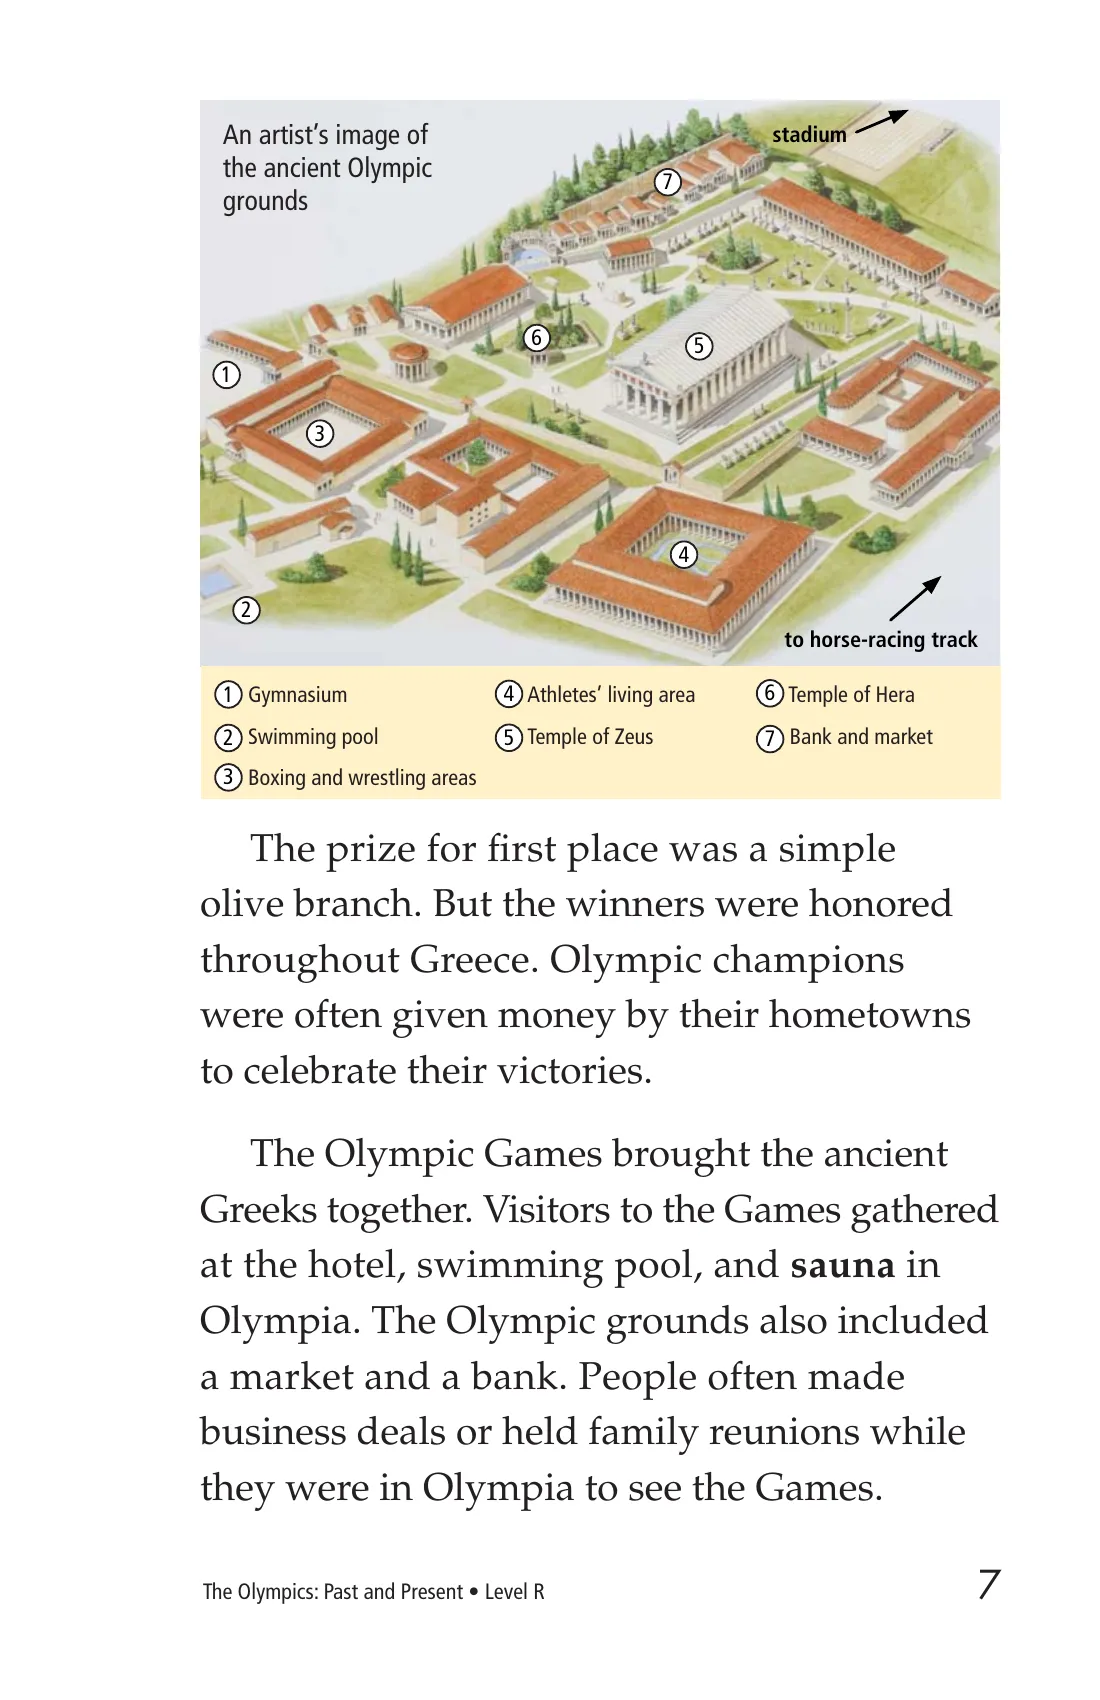 An artist’s image of
the ancient Olympic
grounds
stadium
7
6
5
1
3
4
2
to horse-racing track
1 Gymnasium
2 Swimming pool
3 Boxing and wrestling areas
4 Athletes’ living area
5 Temple of Zeus
6 Temple of Hera
7 Bank and market
The prize for first place was a simple
olive branch. But the winners were honored
throughout Greece. Olympic champions
were often given money by their hometowns
to celebrate their victories.
The Olympic Games brought the ancient
Greeks together. Visitors to the Games gathered
at the hotel, swimming pool, and sauna in
Olympia. The Olympic grounds also included
a market and a bank. People often made
business deals or held family reunions while
they were in Olympia to see the Games.
The Olympics: Past and Present • Level R
7